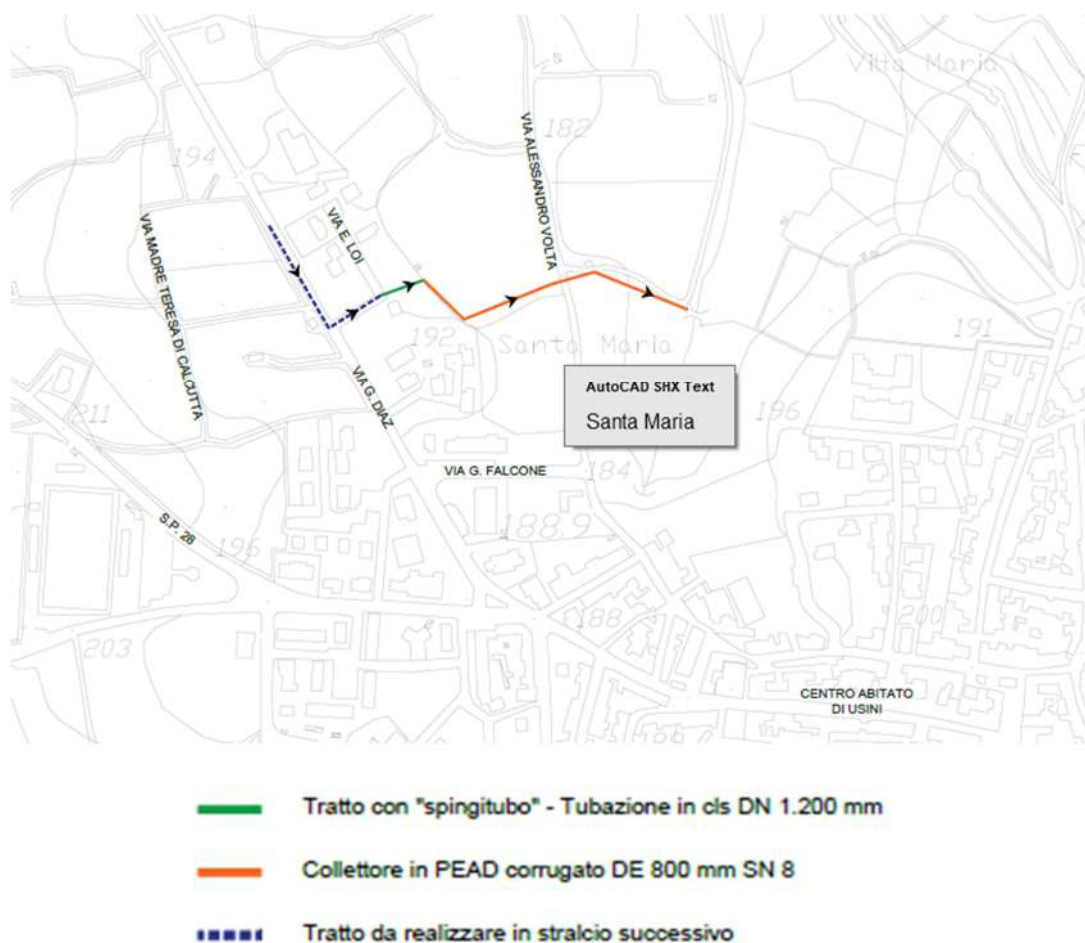 Vitta Maria
182
VIA ALESSANDRO VOLTA
194
VIA E. LOI
VIA MADRE TERESA DI CALCUTTA
192
Santa Maria
191
AutoCAD SHX Text
Santa Maria
VIA G. DIAZ
211
196
VIA G. FALCONE
184
188.9
S.P. 28
196
188
200
203
CENTRO ABITATO
DI USINI
Tratto con "spingitubo" - Tubazione in cls DN 1.200 mm
Collettore in PEAD corrugato DE 800 mm SN 8
Tratto da realizzare in stralcio successivo